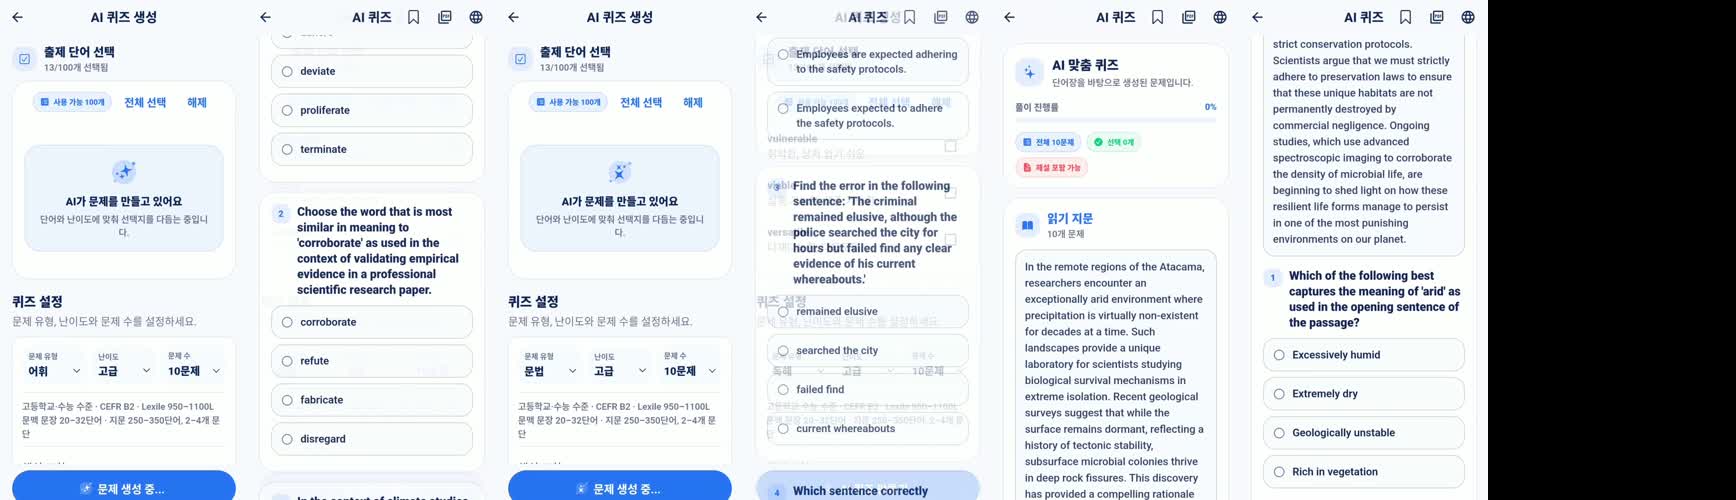 AI 퀴즈 생성
출제 단어 선택
13/100개 선택됨
사용 가능 100개
전체 선택
해제
AI가 문제를 만들고 있어요
단어와 난이도에 맞춰 선택지를 다듬는 중입니
다.
퀴즈 설정
문제 유형, 난이도와 문제 수를 설정하세요.
문제 유형
난이도
문제 수
어휘
고급
10문제
고등학교·수능 수준 · CEFR B2 · Lexile 950–1100L
문맥 문장 20–32단어 · 지문 250–350단어, 2–4개 문
단
문제 생성 중...
AI 퀴즈
deviate
proliferate
terminate
2
Choose the word that is most
similar in meaning to
'corroborate' as used in the
context of validating empirical
evidence in a professional
scientific research paper.
corroborate
refute
fabricate
disregard
In the context of climate studies
AI 퀴즈 생성
출제 단어 선택
13/100개 선택됨
사용 가능 100개
전체 선택
해제
AI가 문제를 만들고 있어요
단어와 난이도에 맞춰 선택지를 다듬는 중입니
다.
퀴즈 설정
문제 유형, 난이도와 문제 수를 설정하세요.
문제 유형
난이도
문제 수
문법
고급
10문제
고등학교·수능 수준 · CEFR B2 · Lexile 950–1100L
문맥 문장 20–32단어 · 지문 250–350단어, 2–4개 문
단
문제 생성 중...
AI 퀴즈
Employees are expected adhering
to the safety protocols.
Employees expected to adhere
the safety protocols.
vulnerable
3
Find the error in the following
sentence: 'The criminal
remained elusive, although the
police searched the city for
hours but failed find any clear
evidence of his current
whereabouts.'
퀴즈 설정
remained elusive
searched the city
failed find
current whereabouts
4
Which sentence correctly
AI 퀴즈
AI 맞춤 퀴즈
단어장을 바탕으로 생성된 문제입니다.
풀이 진행률
0%
전체 10문제
선택 0개
해설 포함 가능
읽기 지문
10개 문제
In the remote regions of the Atacama,
researchers encounter an
exceptionally arid environment where
precipitation is virtually non-existent
for decades at a time. Such
landscapes provide a unique
laboratory for scientists studying
biological survival mechanisms in
extreme isolation. Recent geological
surveys suggest that while the
surface remains dormant, reflecting a
history of tectonic stability,
subsurface microbial colonies thrive
in deep rock fissures. This discovery
has provided a compelling rationale
AI 퀴즈
strict conservation protocols.
Scientists argue that we must strictly
adhere to preservation laws to ensure
that these unique habitats are not
permanently destroyed by
commercial negligence. Ongoing
studies, which use advanced
spectroscopic imaging to corroborate
the density of microbial life, are
beginning to shed light on how these
resilient life forms manage to persist
in one of the most punishing
environments on our planet.
1
Which of the following best
captures the meaning of 'arid' as
used in the opening sentence of
the passage?
Excessively humid
Extremely dry
Geologically unstable
Rich in vegetation